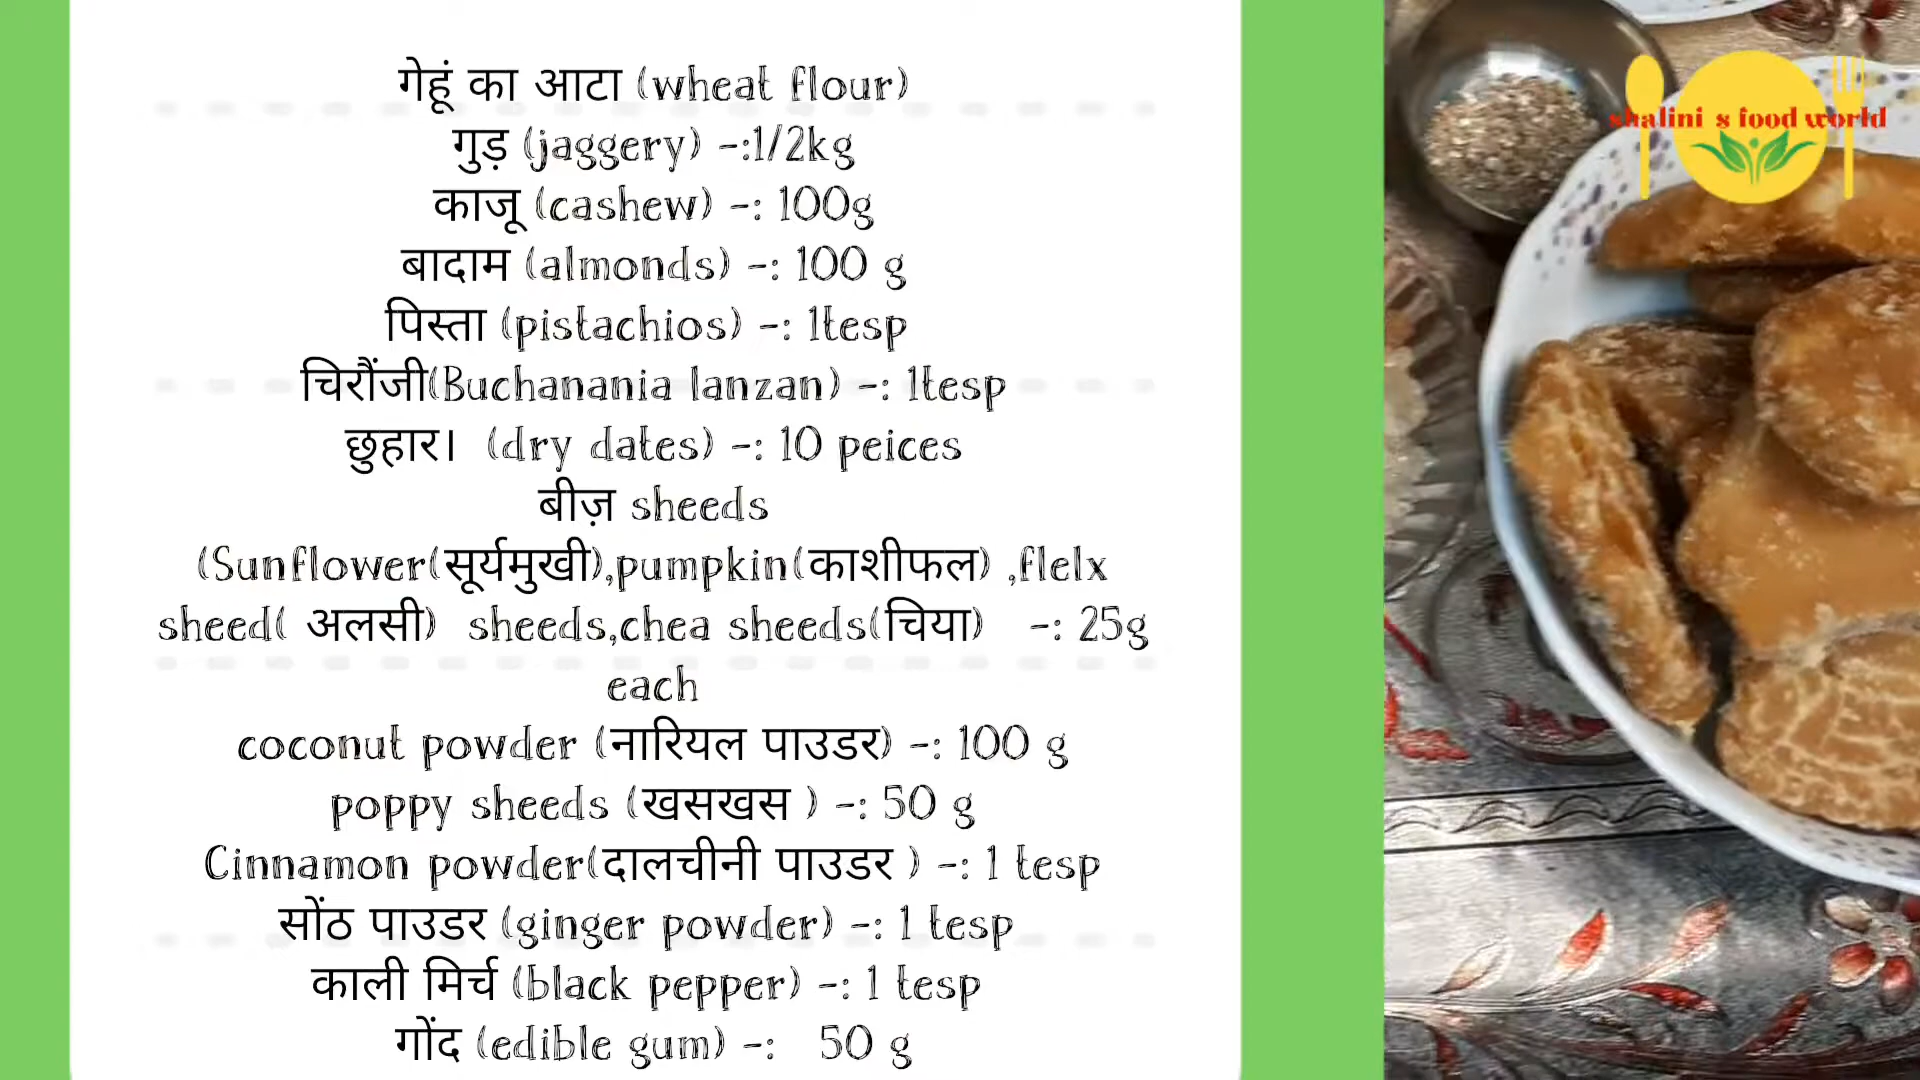 गेहूं का आटा (wheat flour)
गुड़ (jaggery) -:1/2kg
काजू (cashew) -: 100g
बादाम (almonds) -: 100 g
पिस्ता (pistachios) -: 1tesp
चिरौंजी(Buchanania lanzan) -: 1tesp
छुहार। (dry dates) -: 10 peices
बीज़ sheeds
(Sunflower(सूर्यमुखी),pumpkin(काशीफल) ,flelx
sheed( अलसी) sheeds,chea sheeds(चिया) -: 25g
each
coconut powder (नारियल पाउडर) -: 100 g
poppy sheeds (खसखस ) -: 50 g
Cinnamon powder(दालचीनी पाउडर ) -: 1 tesp
सोंठ पाउडर (ginger powder) -: 1 tesp
काली मिर्च (black pepper) -: 1 tesp
गोंद (edible gum) -: 50 g
shalini s food world